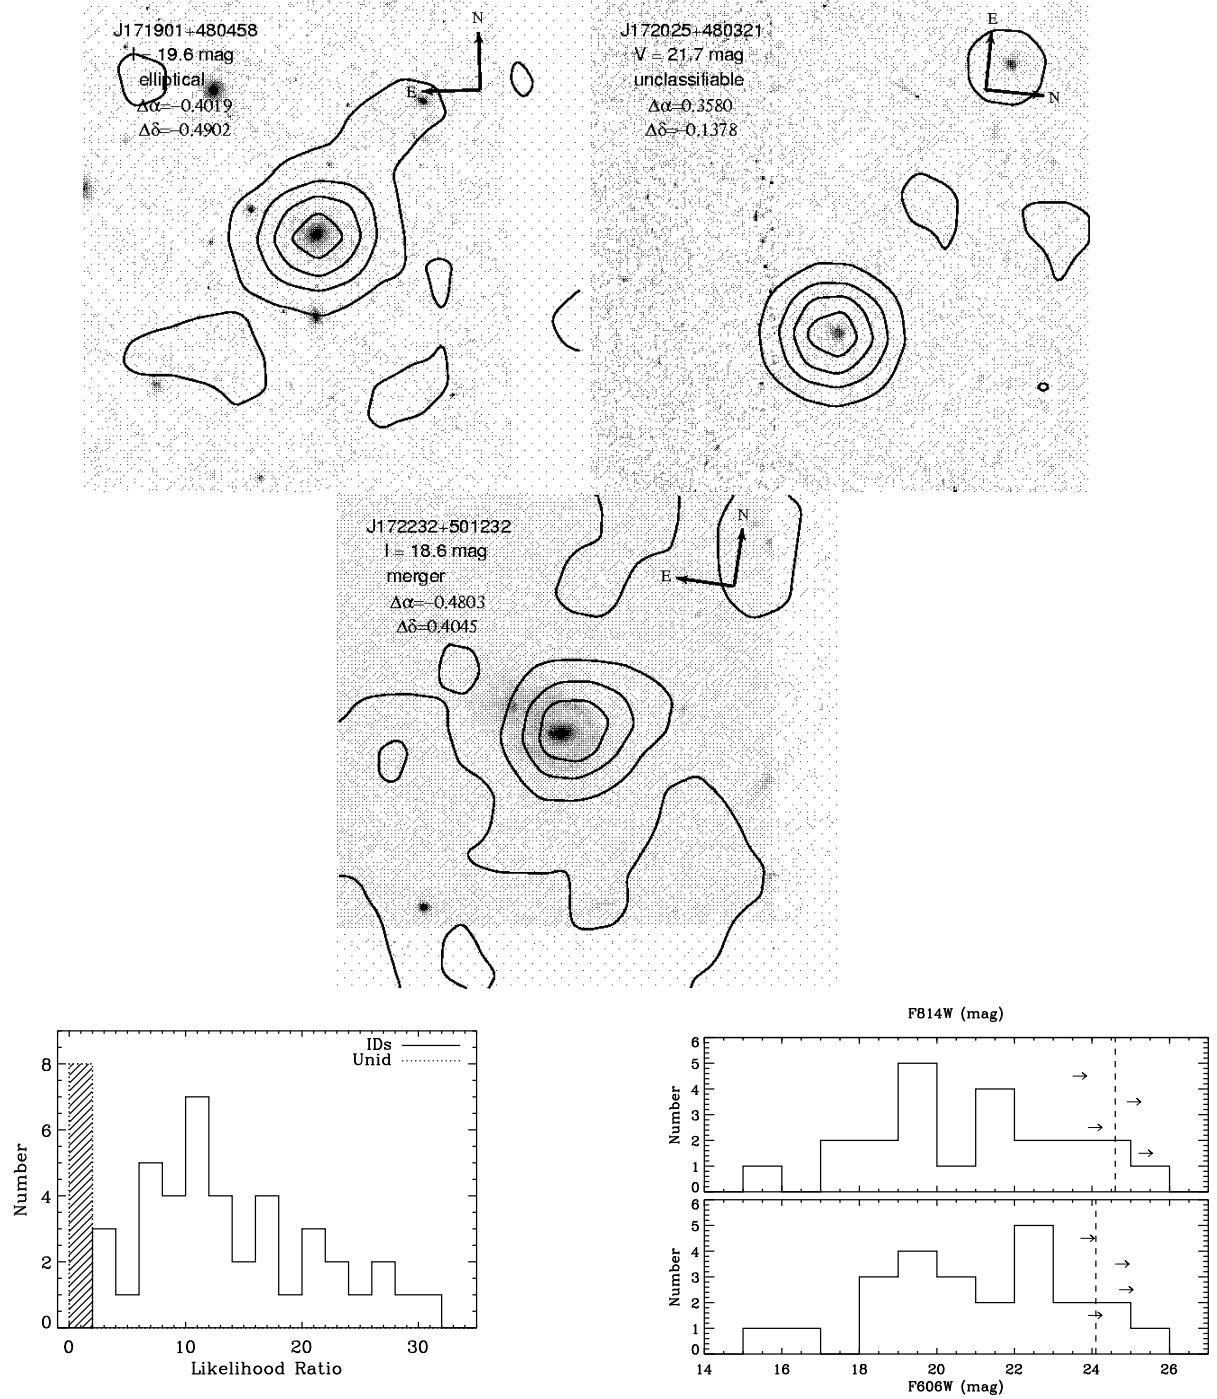 J171901+480458
I = 19.6 mag
elliptical
Δα=−0.4019
Δδ=−0.4902
N
E
J172025+480321
V = 21.7 mag
unclassifiable
Δα=0.3580
Δδ=−0.1378
E
N
J172232+501232
I = 18.6 mag
merger
Δα=−0.4803
Δδ=0.4045
N
E
IDs
Unid
Number
8
6
4
2
0
0 10 20 30
Likelihood Ratio
F814W (mag)
Number
6
5
4
3
2
1
0
Number
6
5
4
3
2
1
0
14 16 18 20 22 24 26
F606W (mag)